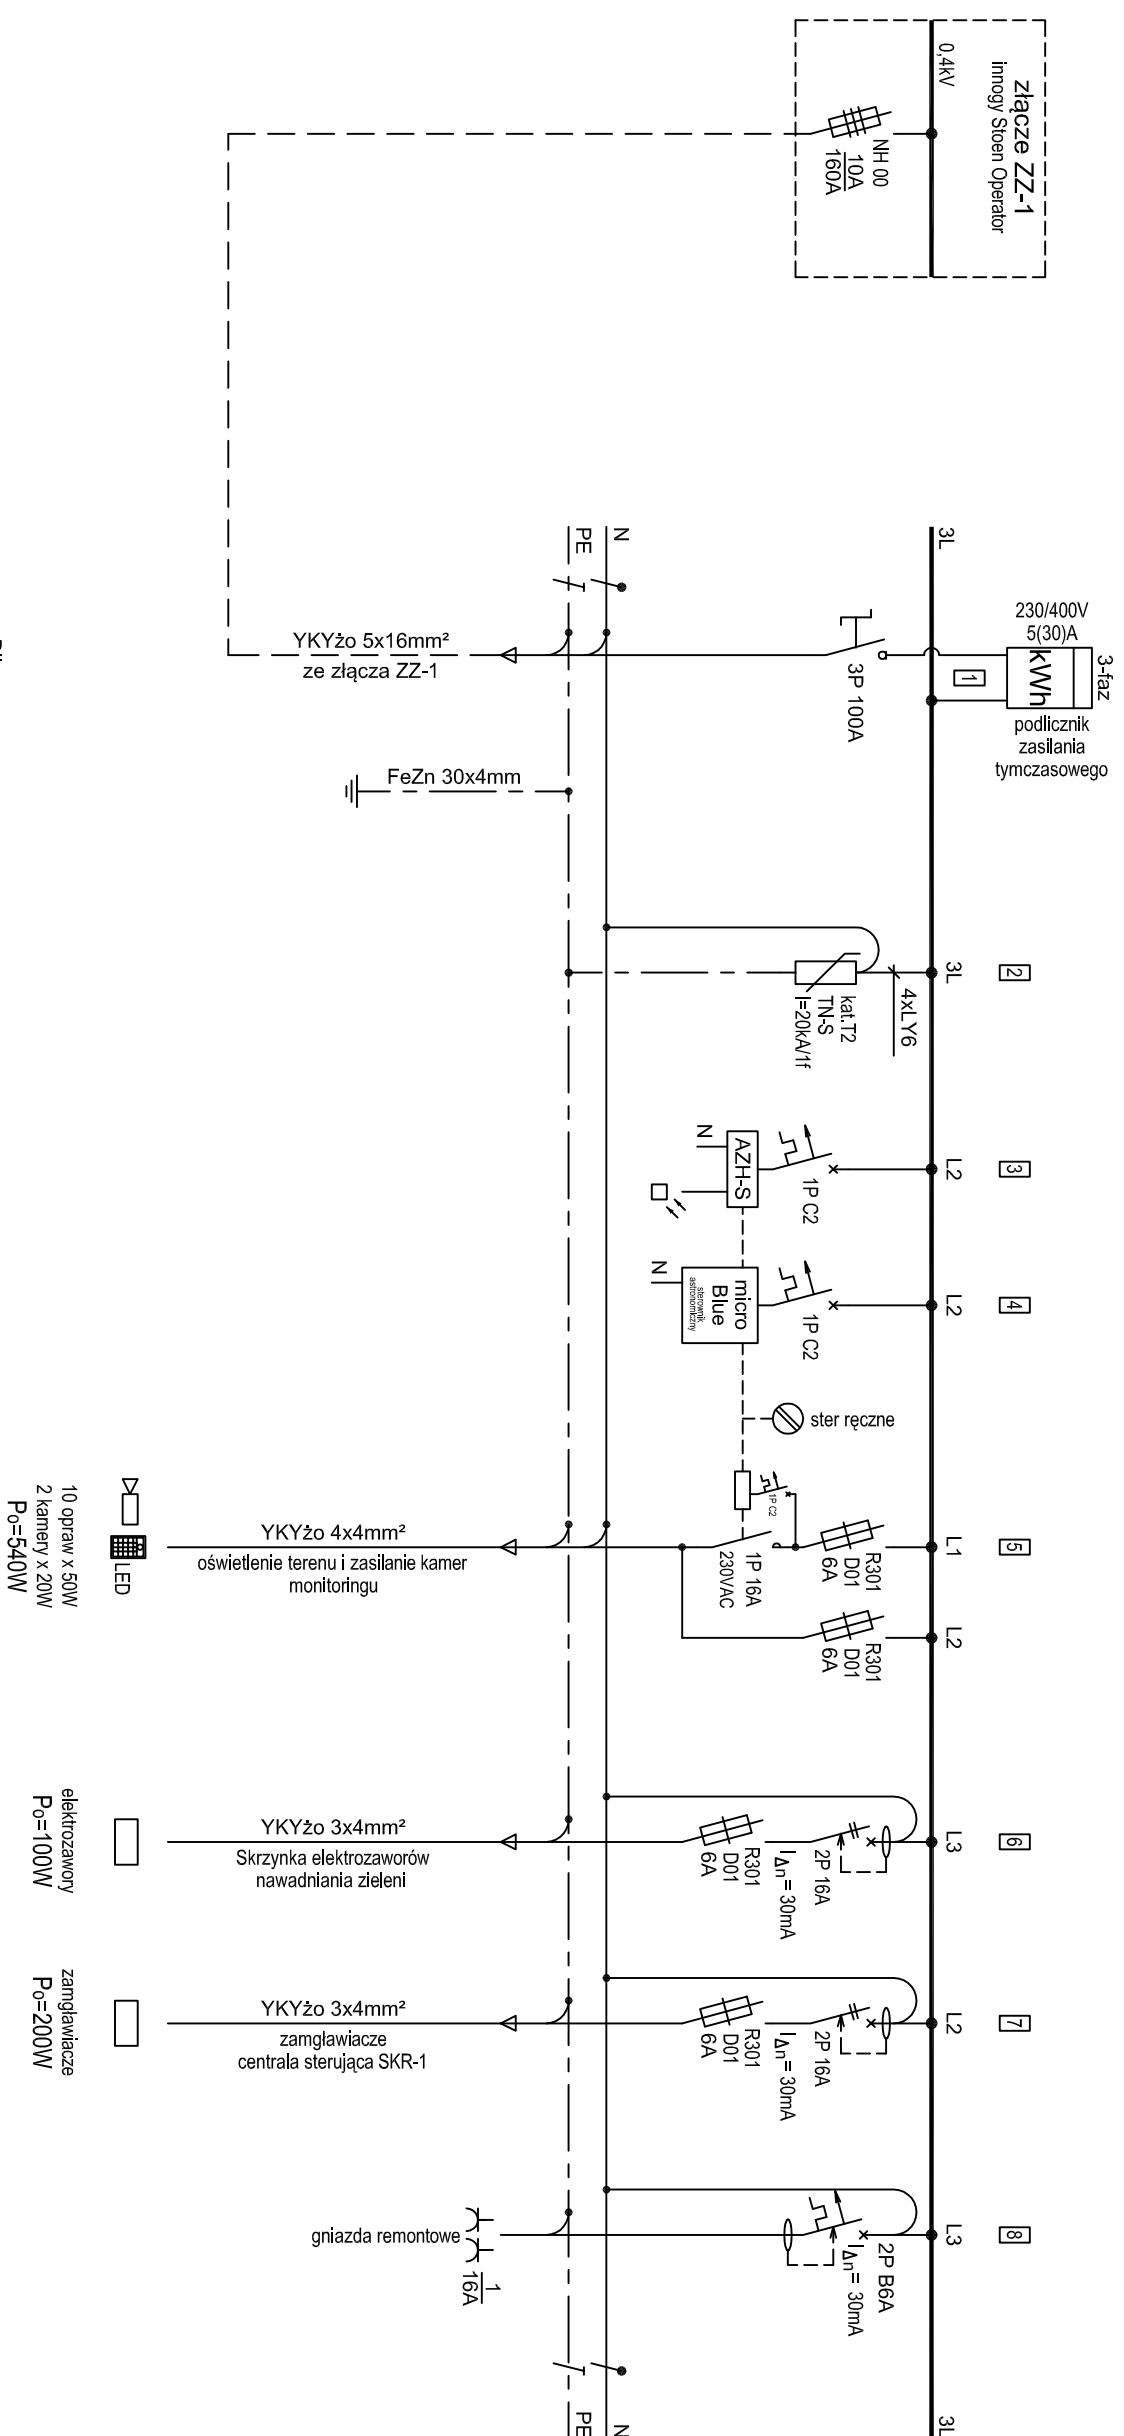 złącze ZZ-1
innogy Stoen Operator
0,4kV
NH 00
10A
160A
3L
N
PE
230/400V
5(30)A
3-faz
kWh
1
podlicznik
zasilania
tymczasowego
3P 100A
YKYżo 5x16mm²
ze złącza ZZ-1
FeZn 30x4mm
2
3L
4xLY6
kat.T2
TN-S
I=20kA/1f
3
L2
1P C2
AZH-S
N
4
L2
1P C2
micro
Blue
sterownik
astronomiczny
N
ster ręczne
5
L1
R301
D01
6A
1P C2
1P 16A
230VAC
L2
R301
D01
6A
YKYżo 4x4mm²
oświetlenie terenu i zasilanie kamer
monitoringu
LED
10 opraw x 50W
2 kamery x 20W
Po=540W
6
L3
2P 16A
IΔn= 30mA
R301
D01
6A
YKYżo 3x4mm²
Skrzynka elektrozaworów
nawadniania zieleni
elektrozawory
Po=100W
7
L2
2P 16A
IΔn= 30mA
R301
D01
6A
YKYżo 3x4mm²
zamgławiacze
centrala sterująca SKR-1
zamgławiacze
Po=200W
8
L3
2P B6A
IΔn= 30mA
gniazda remontowe
1
16A
3L
N
PE